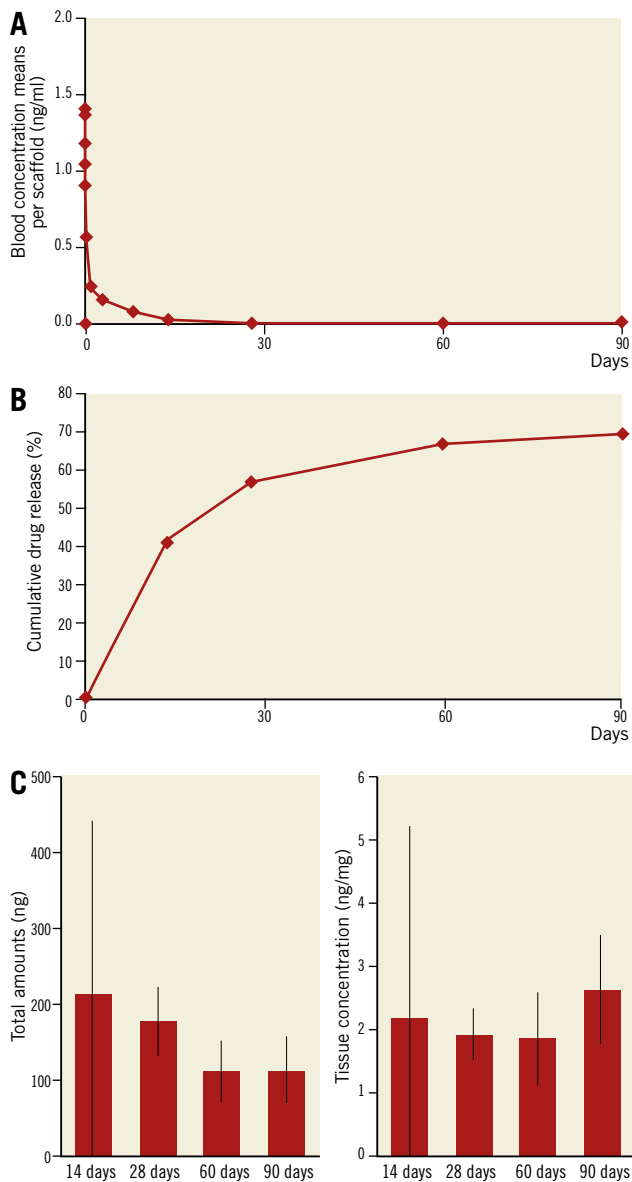 A
Blood concentration means
per scaffold (ng/ml)
2.0
1.5
1.0
0.5
0.0
0
30
60
90
Days
B
Cumulative drug release (%)
80
70
60
50
40
30
20
10
0
0
30
60
90
Days
C
Total amounts (ng)
500
400
300
200
100
0
14 days
28 days
60 days
90 days
Tissue concentration (ng/mg)
6
5
4
3
2
1
0
14 days
28 days
60 days
90 days